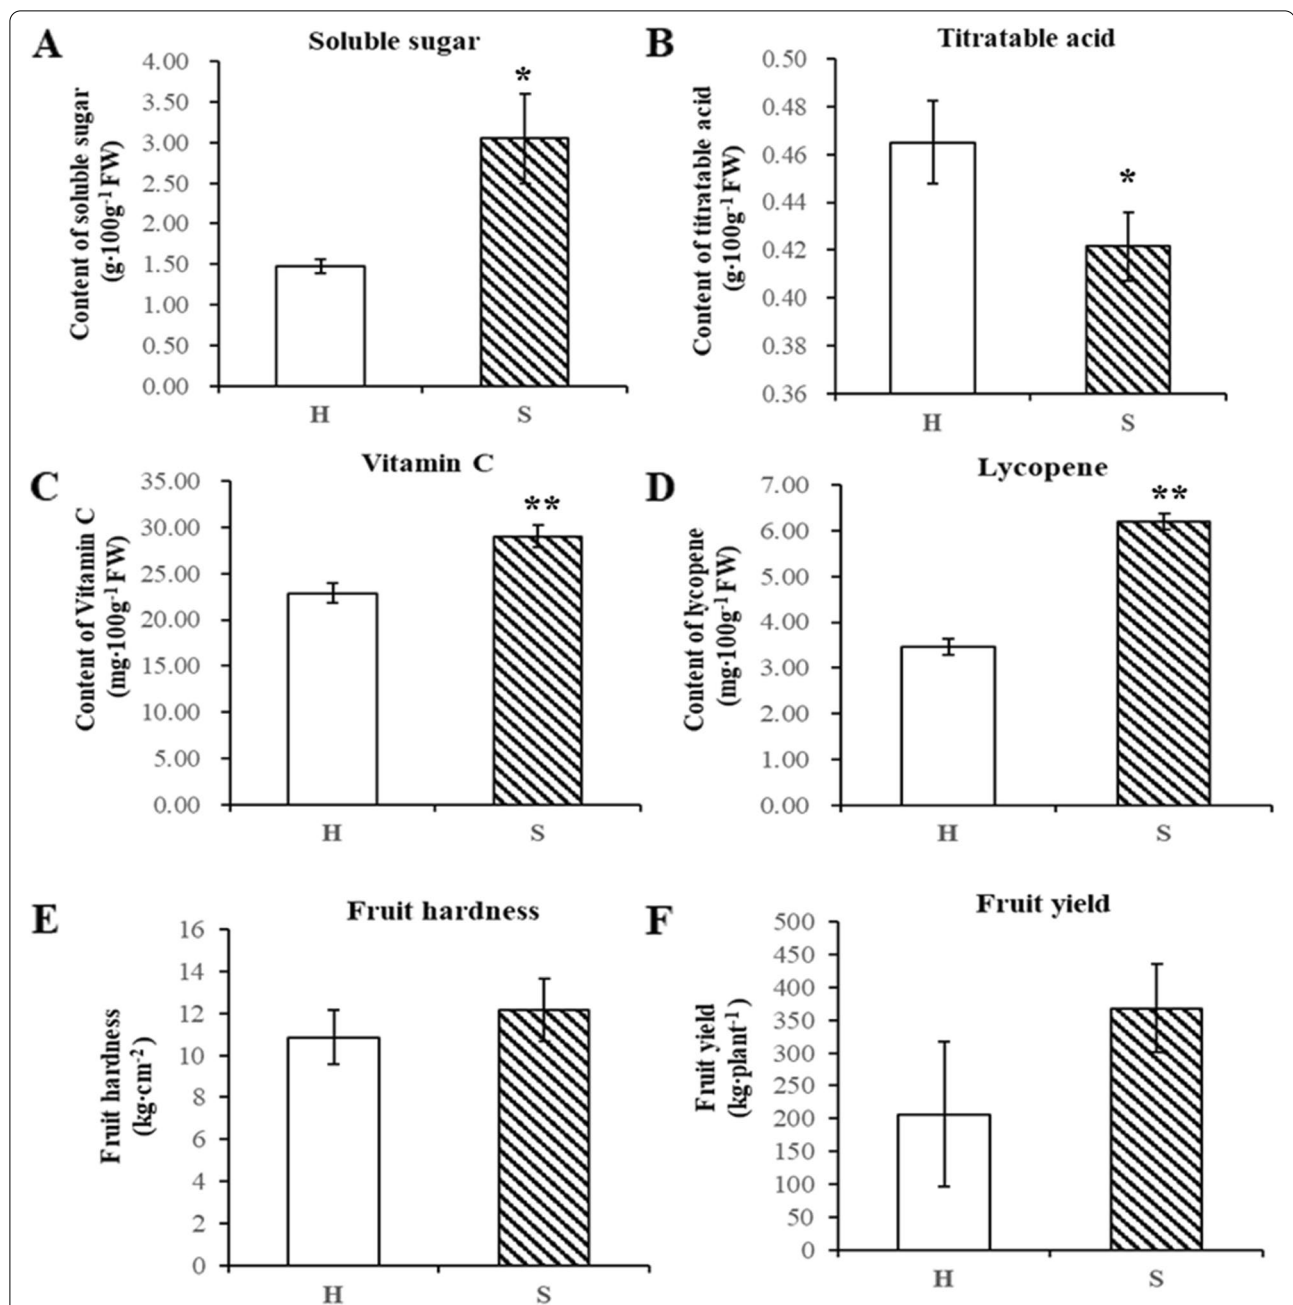 A
Soluble sugar
Content of soluble sugar
(g·100g⁻¹ FW)
4.00
3.50
3.00
2.50
2.00
1.50
1.00
0.50
0.00
*
H
S
B
Titratable acid
Content of titratable acid
(g·100g⁻¹ FW)
0.50
0.48
0.46
0.44
0.42
0.40
0.38
0.36
*
H
S
C
Vitamin C
Content of Vitamin C
(mg·100g⁻¹ FW)
35.00
30.00
25.00
20.00
15.00
10.00
5.00
0.00
**
H
S
D
Lycopene
Content of lycopene
(mg·100g⁻¹ FW)
7.00
6.00
5.00
4.00
3.00
2.00
1.00
0.00
**
H
S
E
Fruit hardness
Fruit hardness
(kg·cm⁻²)
16
14
12
10
8
6
4
2
0
H
S
F
Fruit yield
Fruit yield
(kg·plant⁻¹)
500
450
400
350
300
250
200
150
100
50
0
H
S